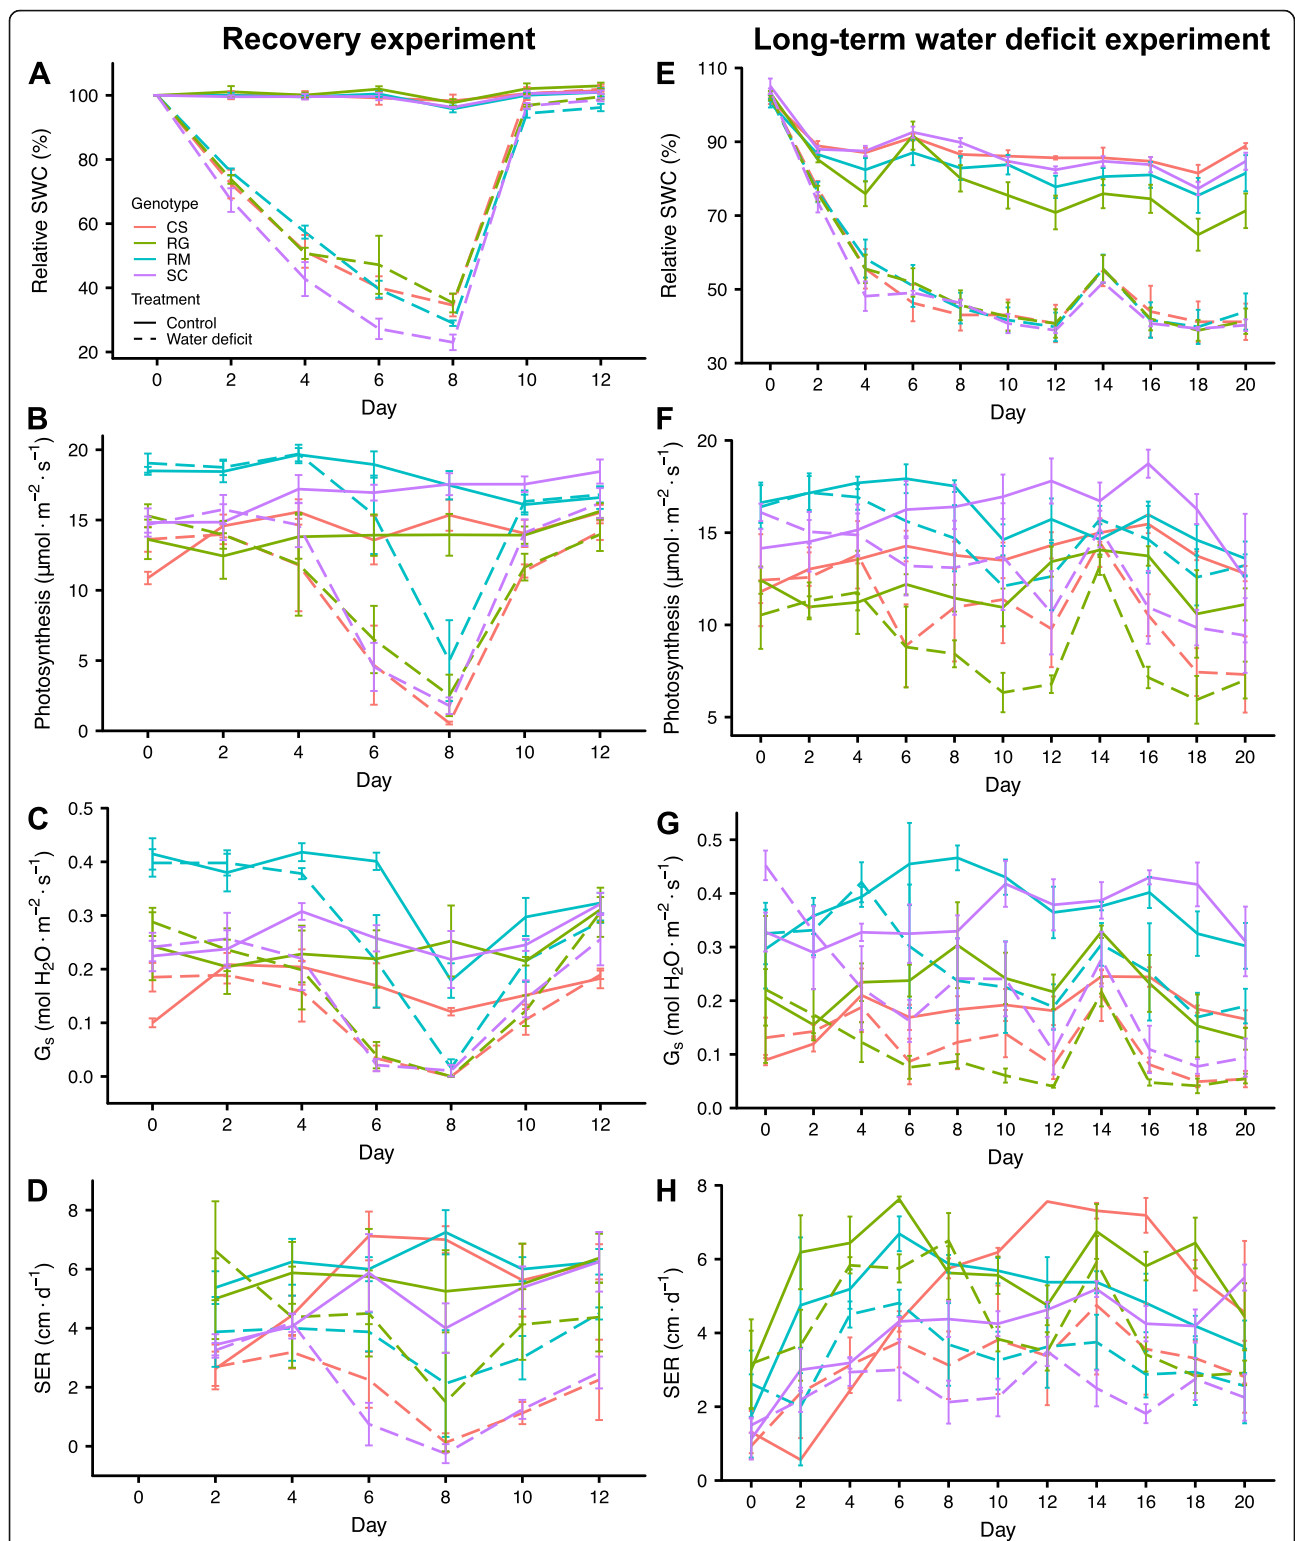 Recovery experiment
Long-term water deficit experiment
A
Relative SWC (%)
100
80
60
40
20
Genotype
CS
RG
RM
SC
Treatment
Control
Water deficit
0 2 4 6 8 10 12
Day
E
Relative SWC (%)
110
90
70
50
30
0 2 4 6 8 10 12 14 16 18 20
Day
B
Photosynthesis (µmol · m⁻² · s⁻¹)
20
15
10
5
0
0 2 4 6 8 10 12
Day
F
Photosynthesis (µmol · m⁻² · s⁻¹)
20
15
10
5
0 2 4 6 8 10 12 14 16 18 20
Day
C
Gₛ (mol H₂O · m⁻² · s⁻¹)
0.5
0.4
0.3
0.2
0.1
0.0
0 2 4 6 8 10 12
Day
G
Gₛ (mol H₂O · m⁻² · s⁻¹)
0.5
0.4
0.3
0.2
0.1
0.0
0 2 4 6 8 10 12 14 16 18 20
Day
D
SER (cm · d⁻¹)
8
6
4
2
0
0 2 4 6 8 10 12
Day
H
SER (cm · d⁻¹)
8
6
4
2
0
0 2 4 6 8 10 12 14 16 18 20
Day